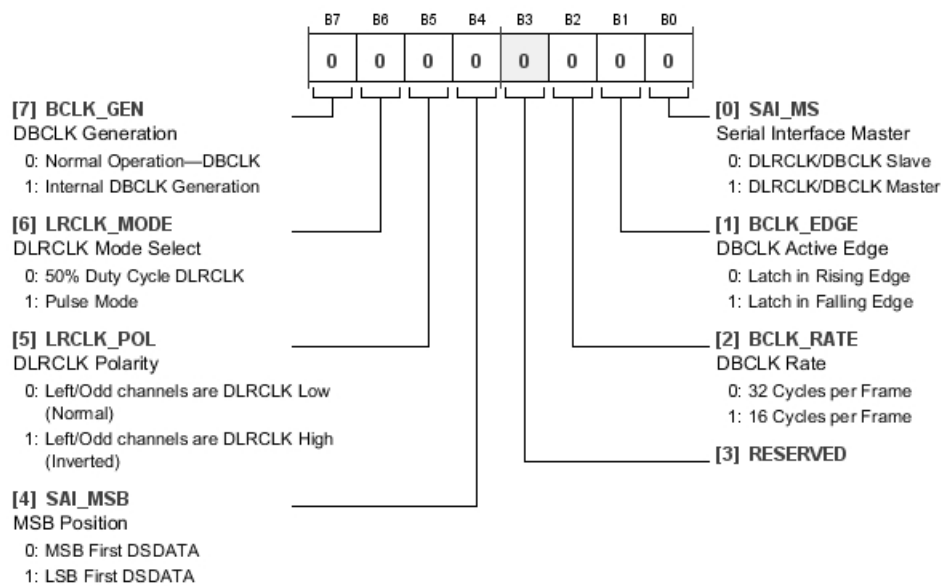 B7 B6 B5 B4 B3 B2 B1 B0
0 0 0 0 0 0 0 0
[7] BCLK_GEN
DBCLK Generation
0: Normal Operation—DBCLK
1: Internal DBCLK Generation
[6] LRCLK_MODE
DLRCLK Mode Select
0: 50% Duty Cycle DLRCLK
1: Pulse Mode
[5] LRCLK_POL
DLRCLK Polarity
0: Left/Odd channels are DLRCLK Low
(Normal)
1: Left/Odd channels are DLRCLK High
(Inverted)
[4] SAI_MSB
MSB Position
0: MSB First DSDATA
1: LSB First DSDATA
[0] SAI_MS
Serial Interface Master
0: DLRCLK/DBCLK Slave
1: DLRCLK/DBCLK Master
[1] BCLK_EDGE
DBCLK Active Edge
0: Latch in Rising Edge
1: Latch in Falling Edge
[2] BCLK_RATE
DBCLK Rate
0: 32 Cycles per Frame
1: 16 Cycles per Frame
[3] RESERVED